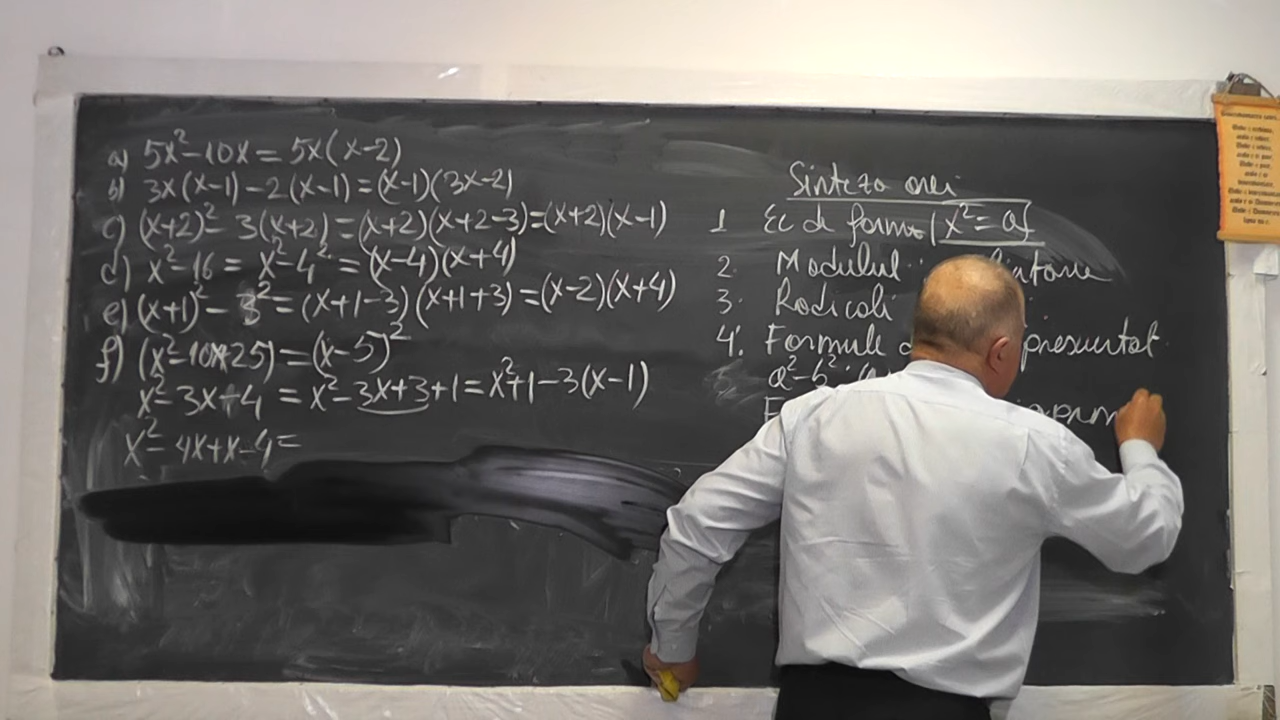 a) 5x²-10x = 5x(x-2)
b) 3x(x-1)-2(x-1)=(x-1)(3x-2)
c) (x+2)²-3(x+2)=(x+2)(x+2-3)=(x+2)(x-1)
d) x²-16 = x²-4² = (x-4)(x+4)
e) (x+1)²-3²=(x+1-3)(x+1+3)=(x-2)(x+4)
f) (x²-10x+25)=(x-5)²
x²-3x+4 = x²-3x+3+1=x²+1-3(x-1)
x²-4x+x-4=
Sinteza orei
1 Ec d forma x²=a
2. Modulul
3. Radicali
4. Formule prescurtat
a²-b²